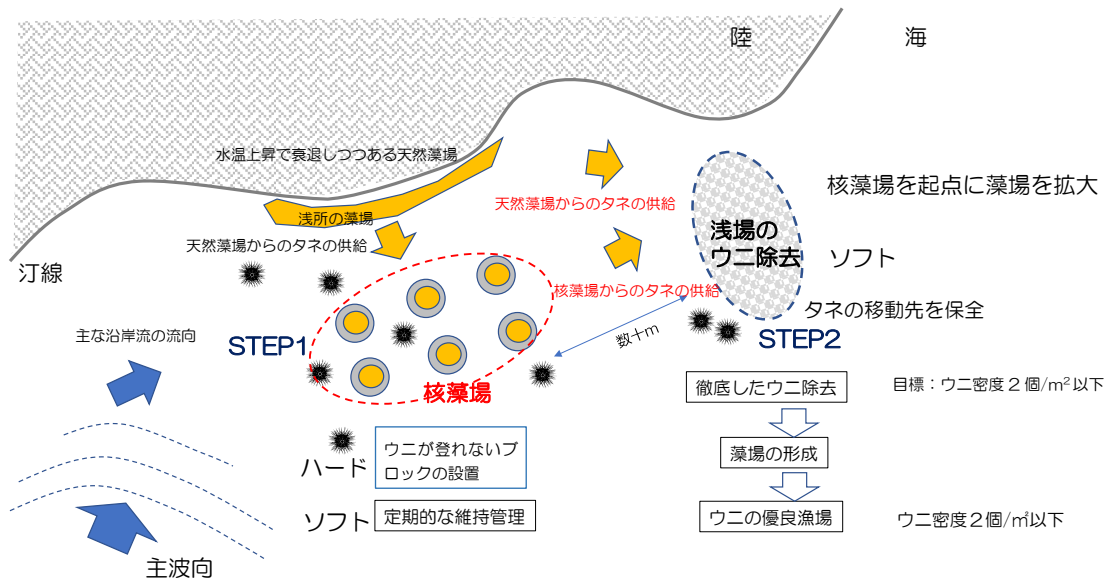 陸
海
水温上昇で衰退しつつある天然藻場
浅所の藻場
天然藻場からのタネの供給
汀線
天然藻場からのタネの供給
核藻場からのタネの供給
浅場の
ウニ除去
核藻場を起点に藻場を拡大
ソフト
タネの移動先を保全
主な沿岸流の流向
STEP1
核藻場
数十m
STEP2
徹底したウニ除去
目標：ウニ密度2個/m²以下
藻場の形成
ウニの優良漁場
ウニ密度2個/㎡以下
ハード
ウニが登れないブ
ロックの設置
ソフト
定期的な維持管理
主波向